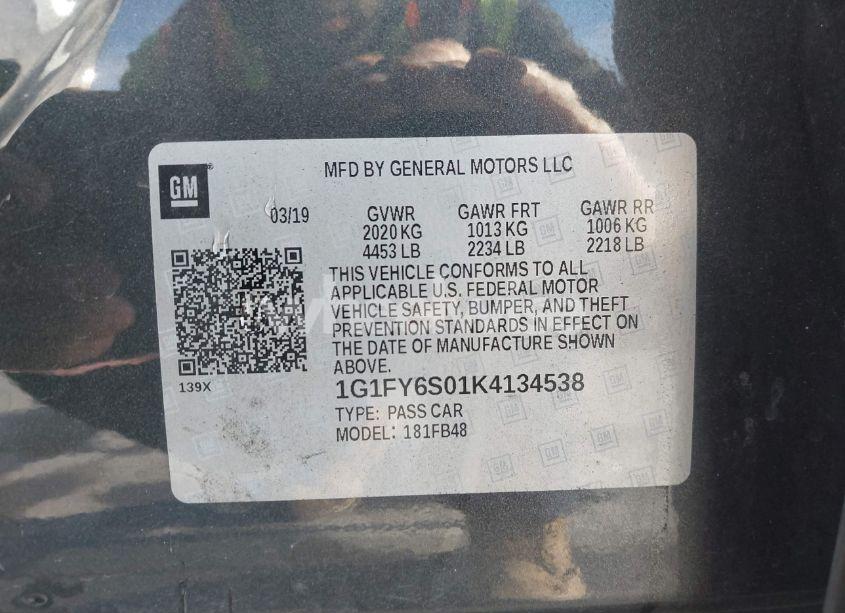 GM
MFD BY GENERAL MOTORS LLC
03/19
GVWR GAWR FRT GAWR RR
2020 KG 1013 KG 1006 KG
4453 LB 2234 LB 2218 LB
THIS VEHICLE CONFORMS TO ALL
APPLICABLE U.S. FEDERAL MOTOR
VEHICLE SAFETY, BUMPER, AND THEFT
PREVENTION STANDARDS IN EFFECT ON
THE DATE OF MANUFACTURE SHOWN
ABOVE.
139X
1G1FY6S01K4134538
TYPE: PASS CAR
MODEL: 181FB48